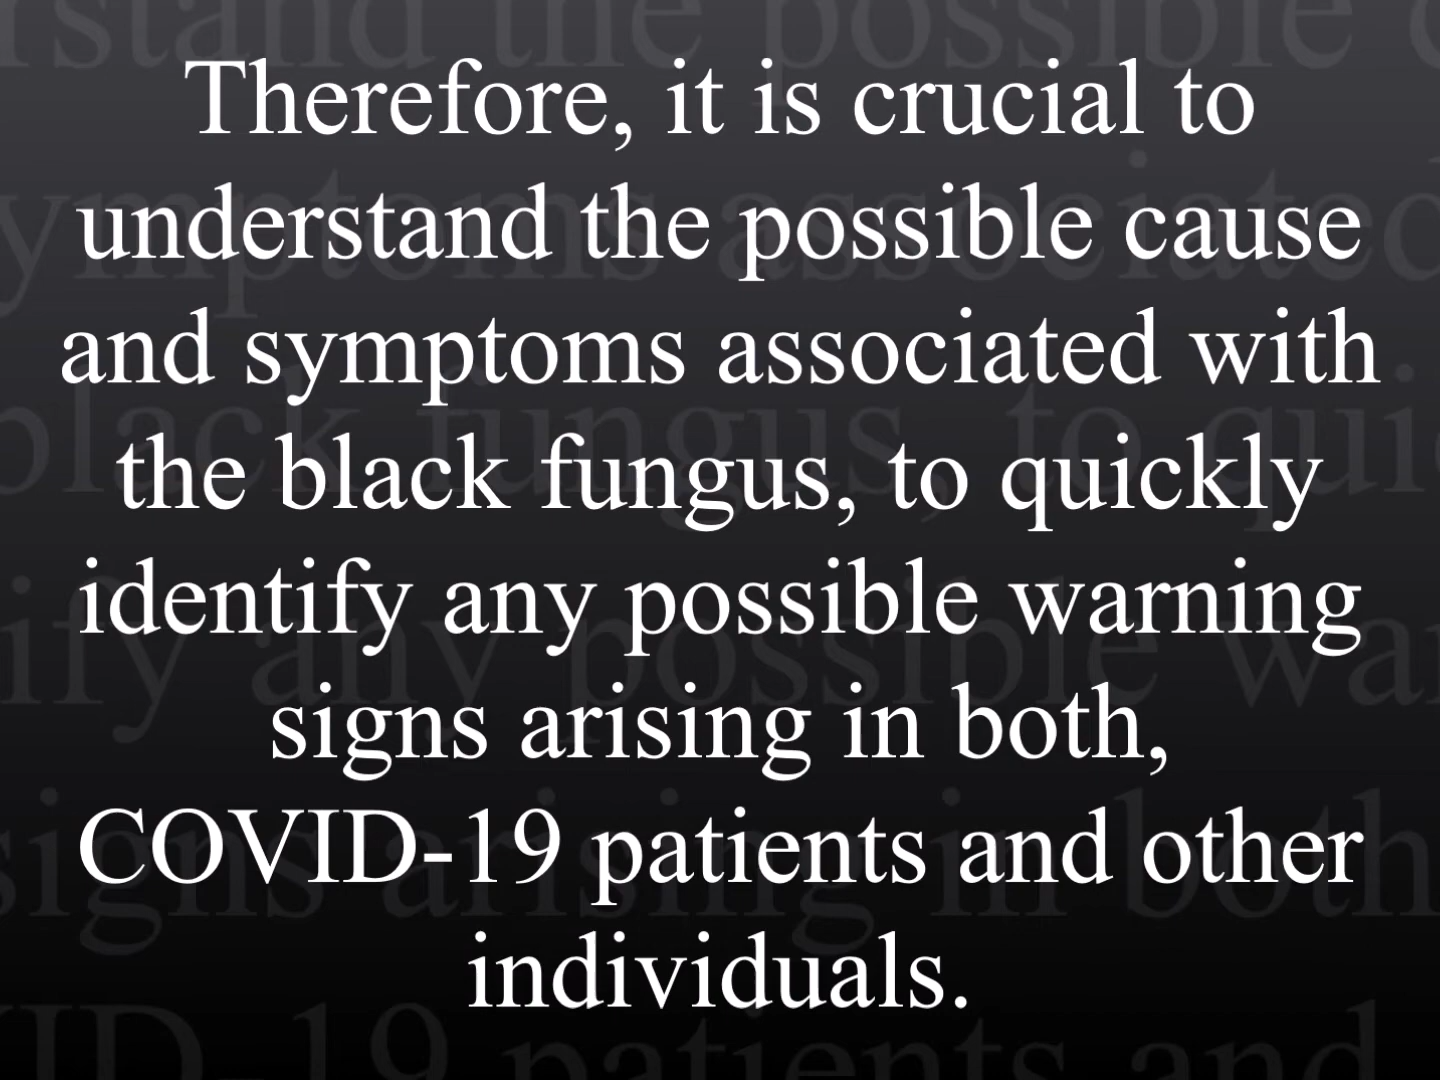 Therefore, it is crucial to
understand the possible cause
and symptoms associated with
the black fungus, to quickly
identify any possible warning
signs arising in both,
COVID-19 patients and other
individuals.